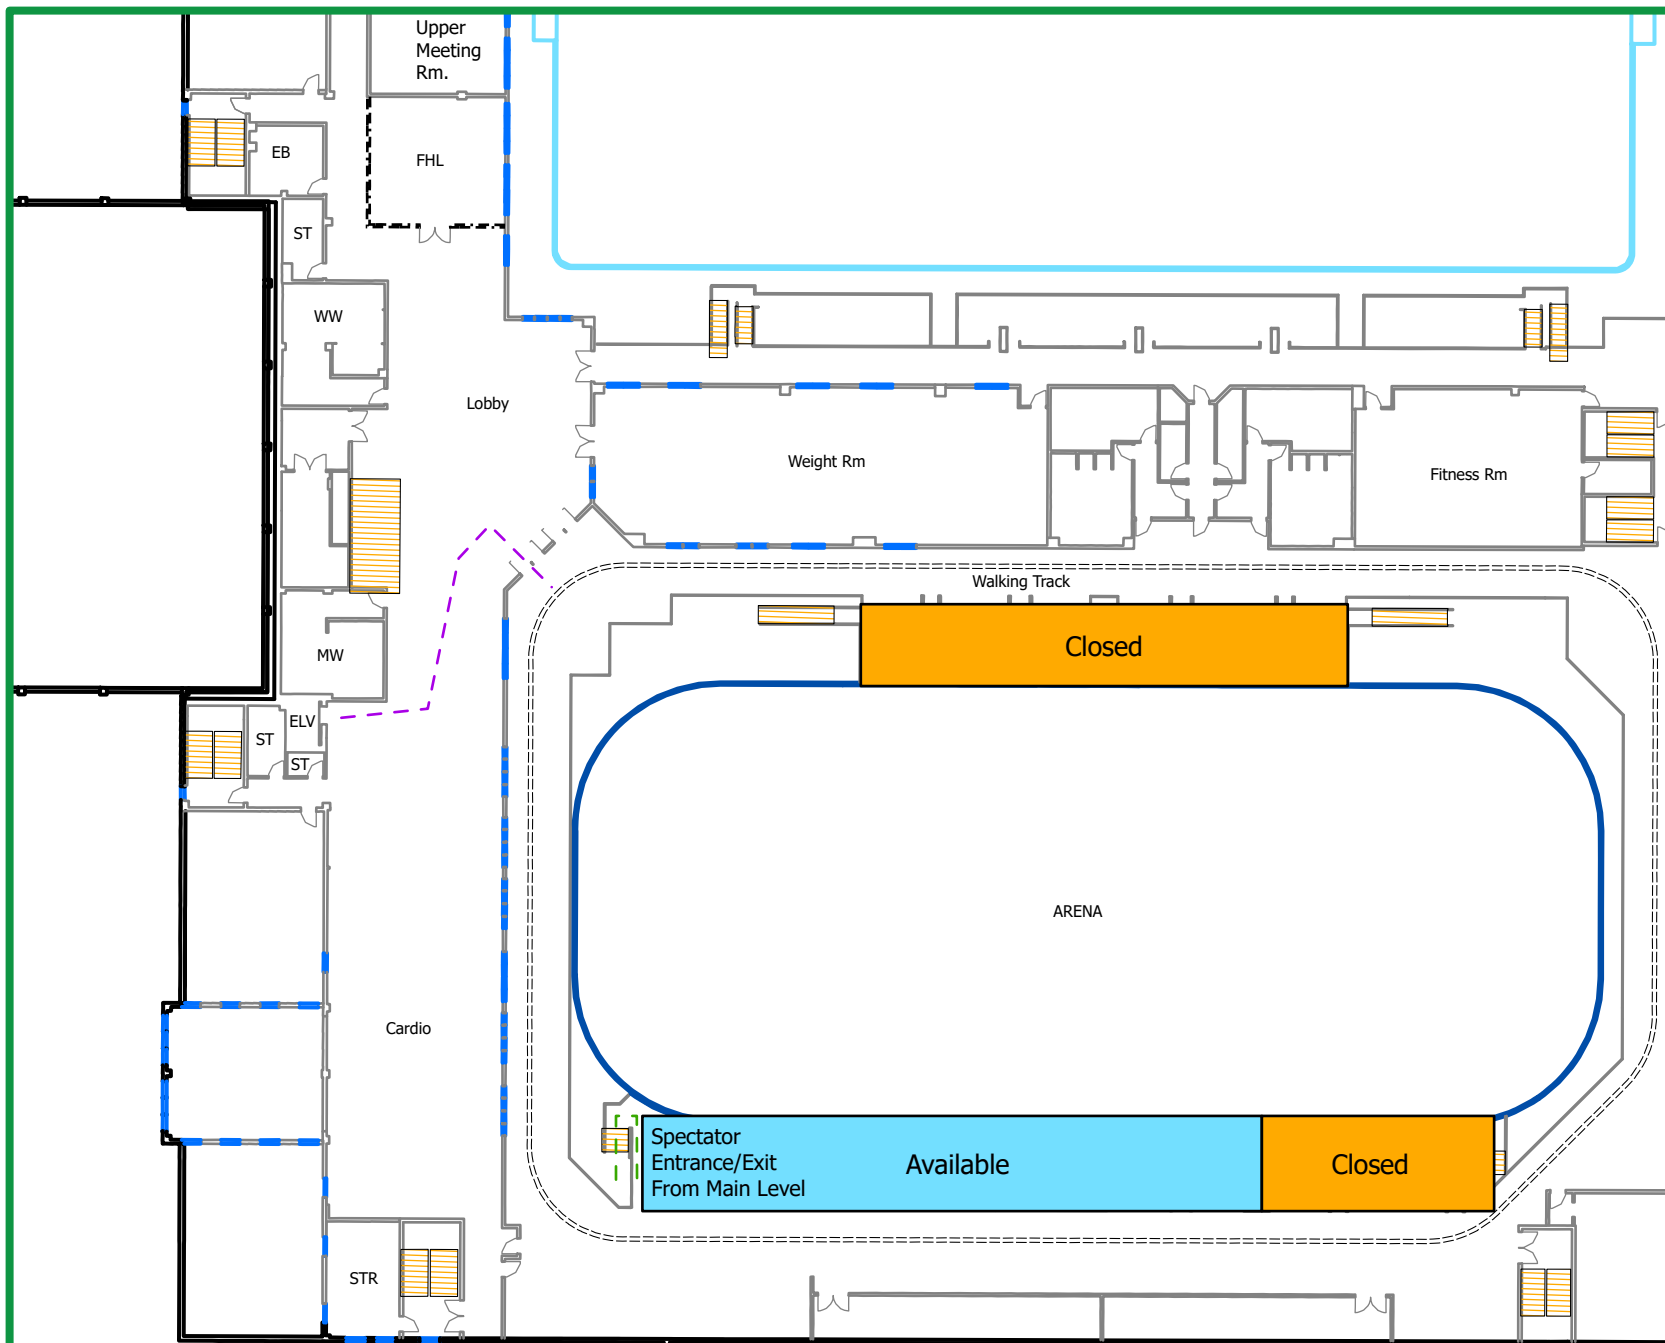 Upper
Meeting
Rm.
EB
FHL
ST
WW
Lobby
Weight Rm
Fitness Rm
Walking Track
Closed
MW
ELV
ST
ST
ARENA
Cardio
Spectator
Entrance/Exit
From Main Level
Available
Closed
STR